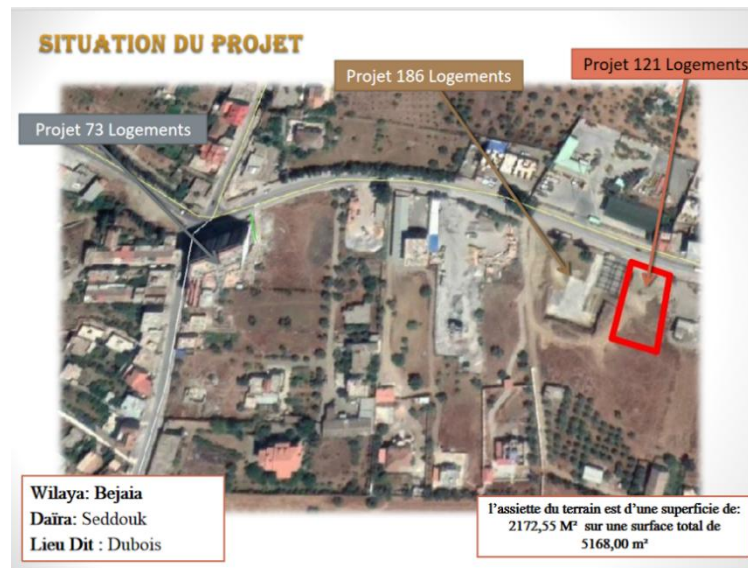 SITUATION DU PROJET
Projet 121 Logements
Projet 186 Logements
Projet 73 Logements
Wilaya: Bejaia
Daïra: Seddouk
Lieu Dit : Dubois
l'assiette du terrain est d'une superficie de:
2172,55 M² sur une surface total de
5168,00 m²